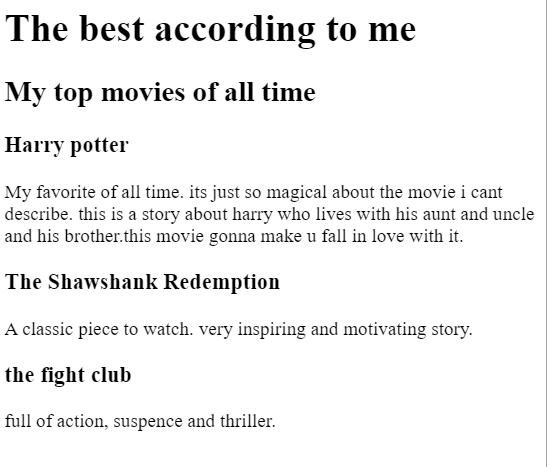 The best according to me
My top movies of all time
Harry potter
My favorite of all time. its just so magical about the movie i cant
describe. this is a story about harry who lives with his aunt and uncle
and his brother.this movie gonna make u fall in love with it.
The Shawshank Redemption
A classic piece to watch. very inspiring and motivating story.
the fight club
full of action, suspence and thriller.